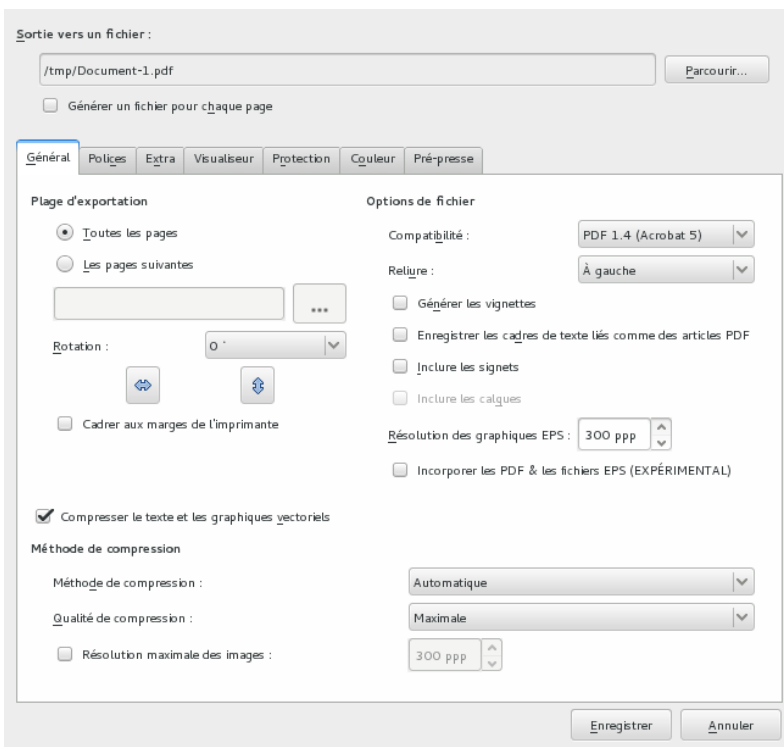 Sortie vers un fichier :
/tmp/Document-1.pdf
Parcourir...
Générer un fichier pour chaque page
Général Polices Extra Visualiseur Protection Couleur Pré-presse
Plage d'exportation
Toutes les pages
Les pages suivantes
...
Rotation : 0 °
Cadrer aux marges de l'imprimante
Options de fichier
Compatibilité : PDF 1.4 (Acrobat 5)
Reliure : À gauche
Générer les vignettes
Enregistrer les cadres de texte liés comme des articles PDF
Inclure les signets
Inclure les calques
Résolution des graphiques EPS : 300 ppp
Incorporer les PDF & les fichiers EPS (EXPÉRIMENTAL)
Compresser le texte et les graphiques vectoriels
Méthode de compression
Méthode de compression : Automatique
Qualité de compression : Maximale
Résolution maximale des images : 300 ppp
Enregistrer Annuler